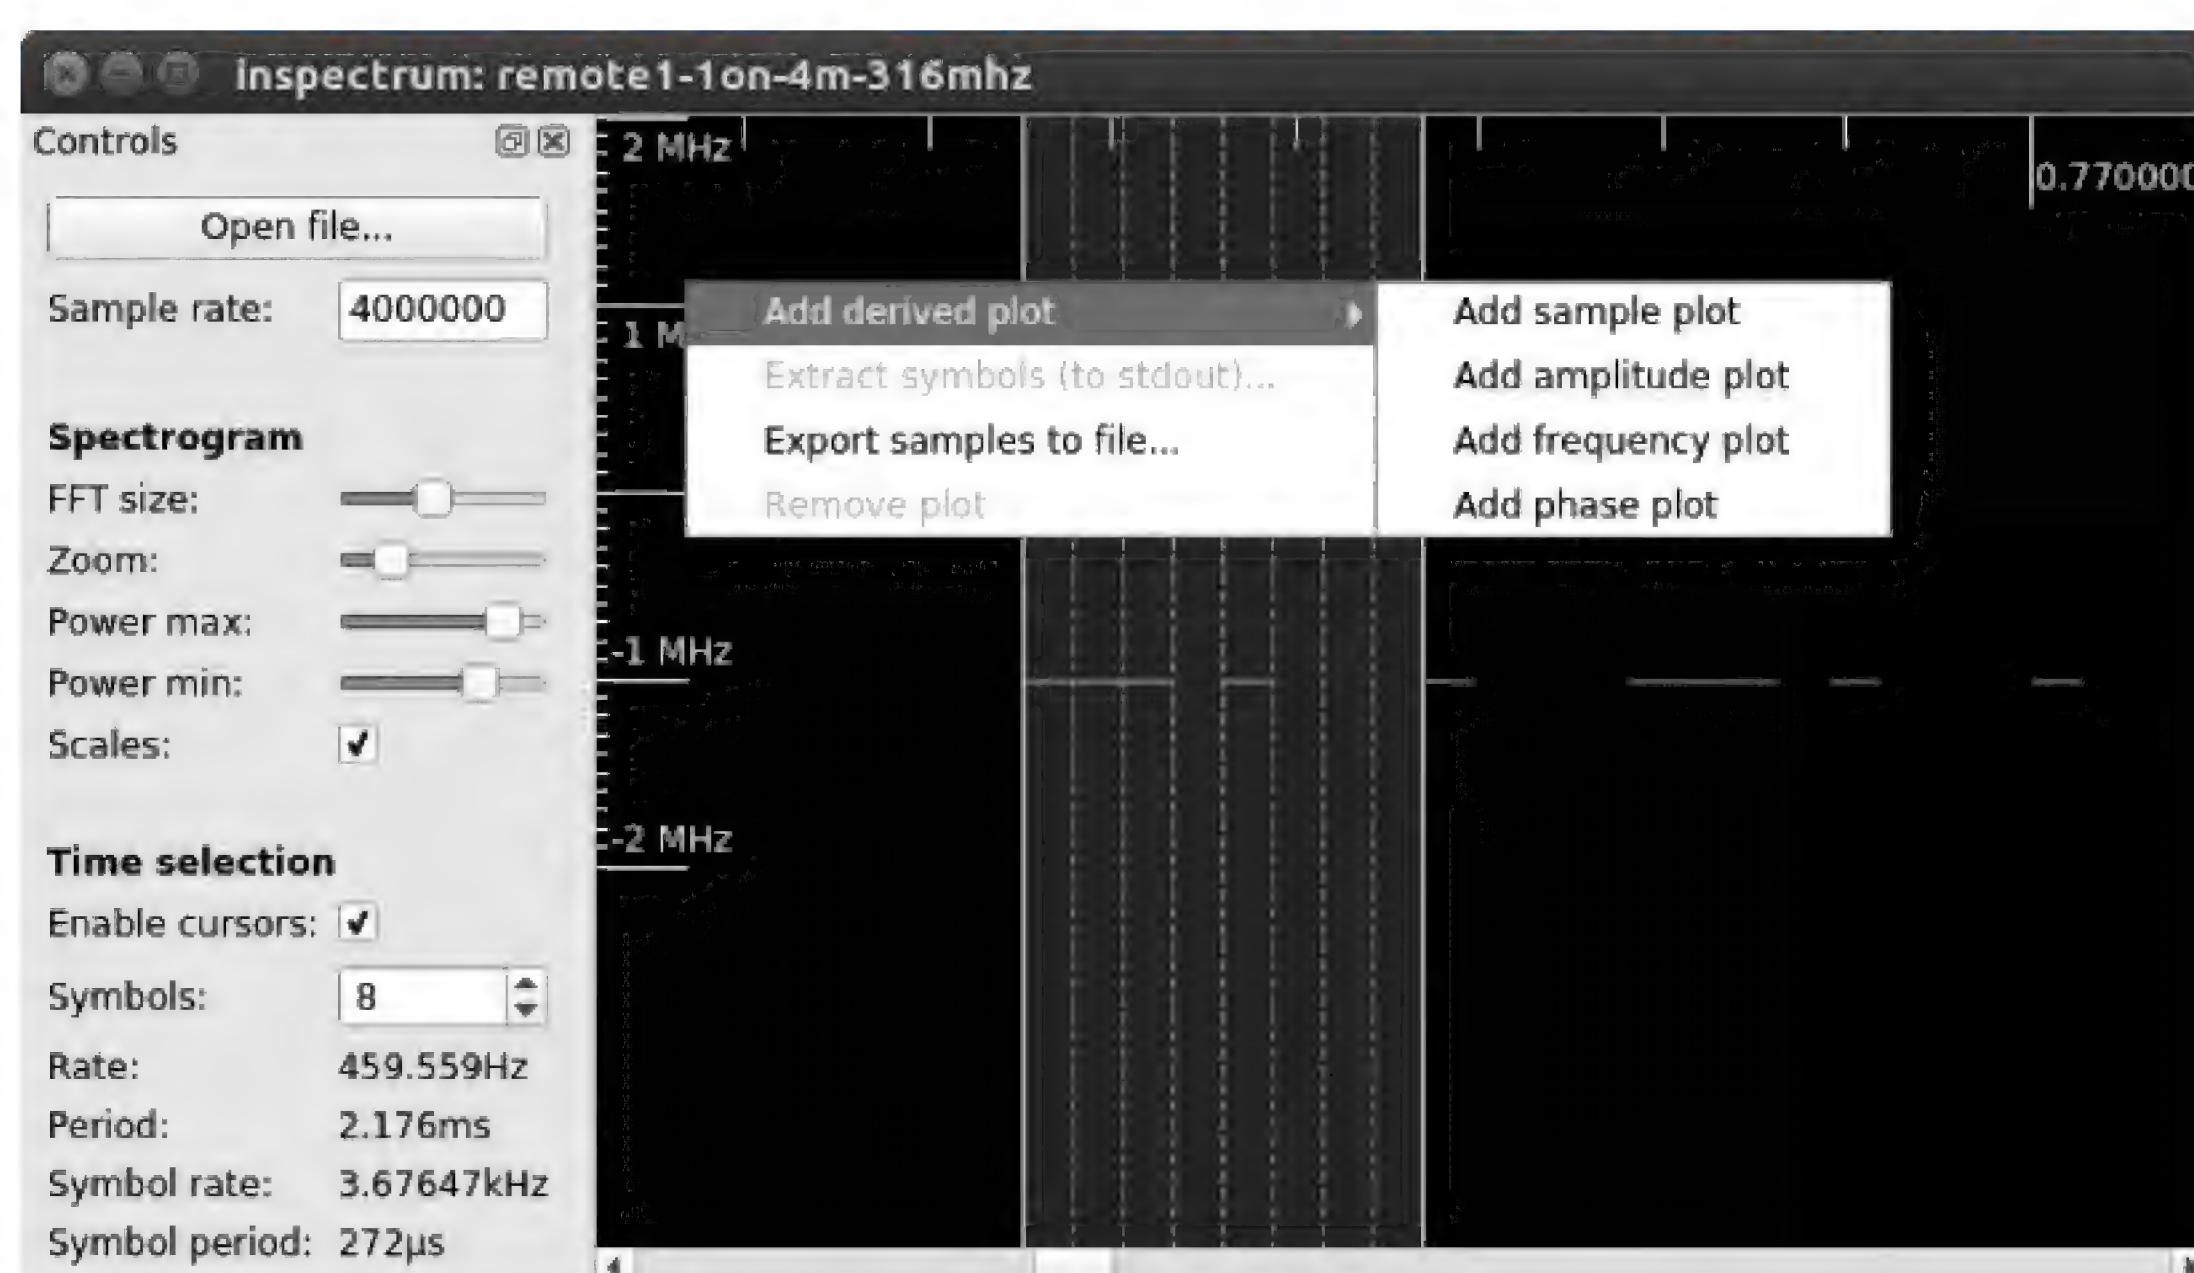 inspectrum: remote1-1on-4m-316mhz
Controls
Open file...
Sample rate: 4000000
Spectrogram
FFT size:
Zoom:
Power max:
Power min:
Scales:
Time selection
Enable cursors:
Symbols: 8
Rate: 459.559Hz
Period: 2.176ms
Symbol rate: 3.67647kHz
Symbol period: 272µs
2 MHz
0.770000
1 M
Add derived plot
Extract symbols (to stdout)...
Export samples to file...
Remove plot
Add sample plot
Add amplitude plot
Add frequency plot
Add phase plot
-1 MHz
-2 MHz